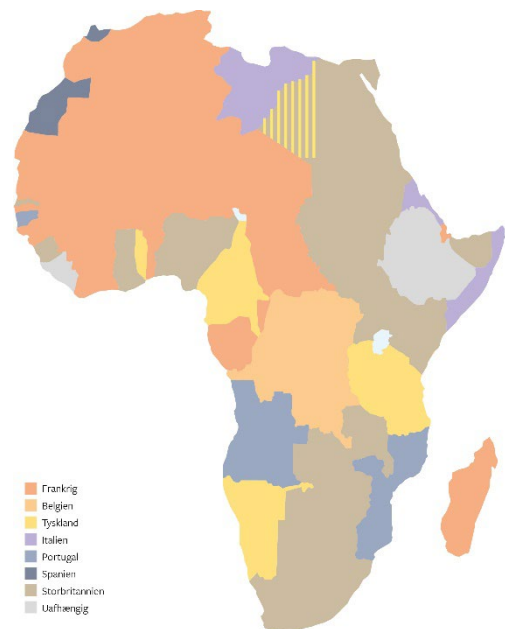 Frankrig
Belgien
Tyskland
Italien
Portugal
Spanien
Storbritannien
Uafhængig